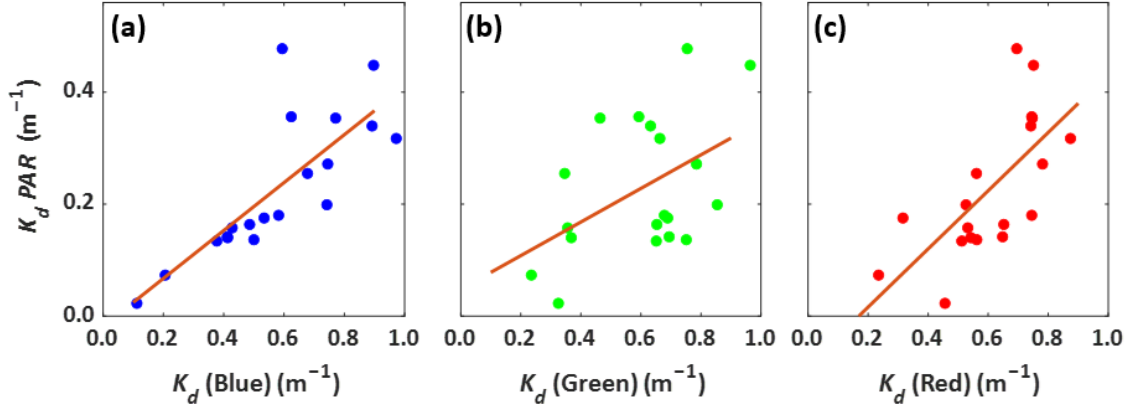 (a)
(b)
(c)
K_d PAR (m⁻¹)
0.4
0.2
0.0
0.0 0.2 0.4 0.6 0.8 1.0
0.0 0.2 0.4 0.6 0.8 1.0
0.0 0.2 0.4 0.6 0.8 1.0
K_d (Blue) (m⁻¹)
K_d (Green) (m⁻¹)
K_d (Red) (m⁻¹)